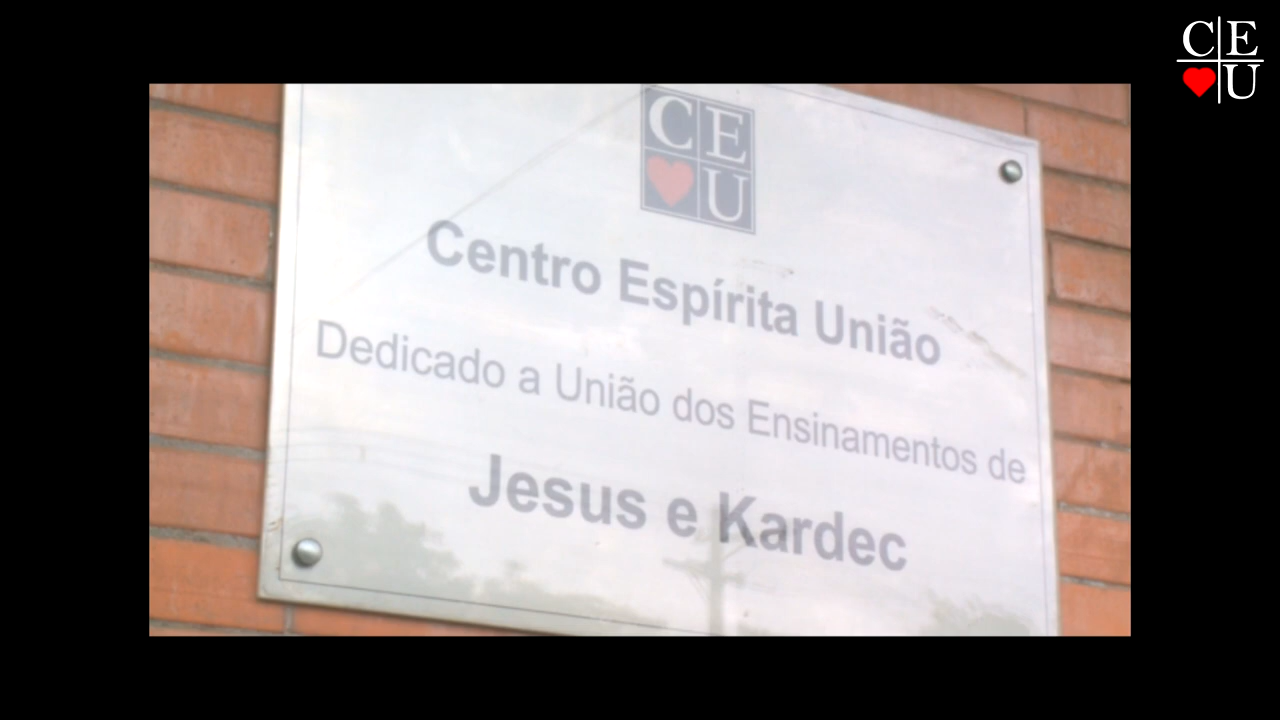 CE
U
CE
U
Centro Espírita União
Dedicado a União dos Ensinamentos de
Jesus e Kardec